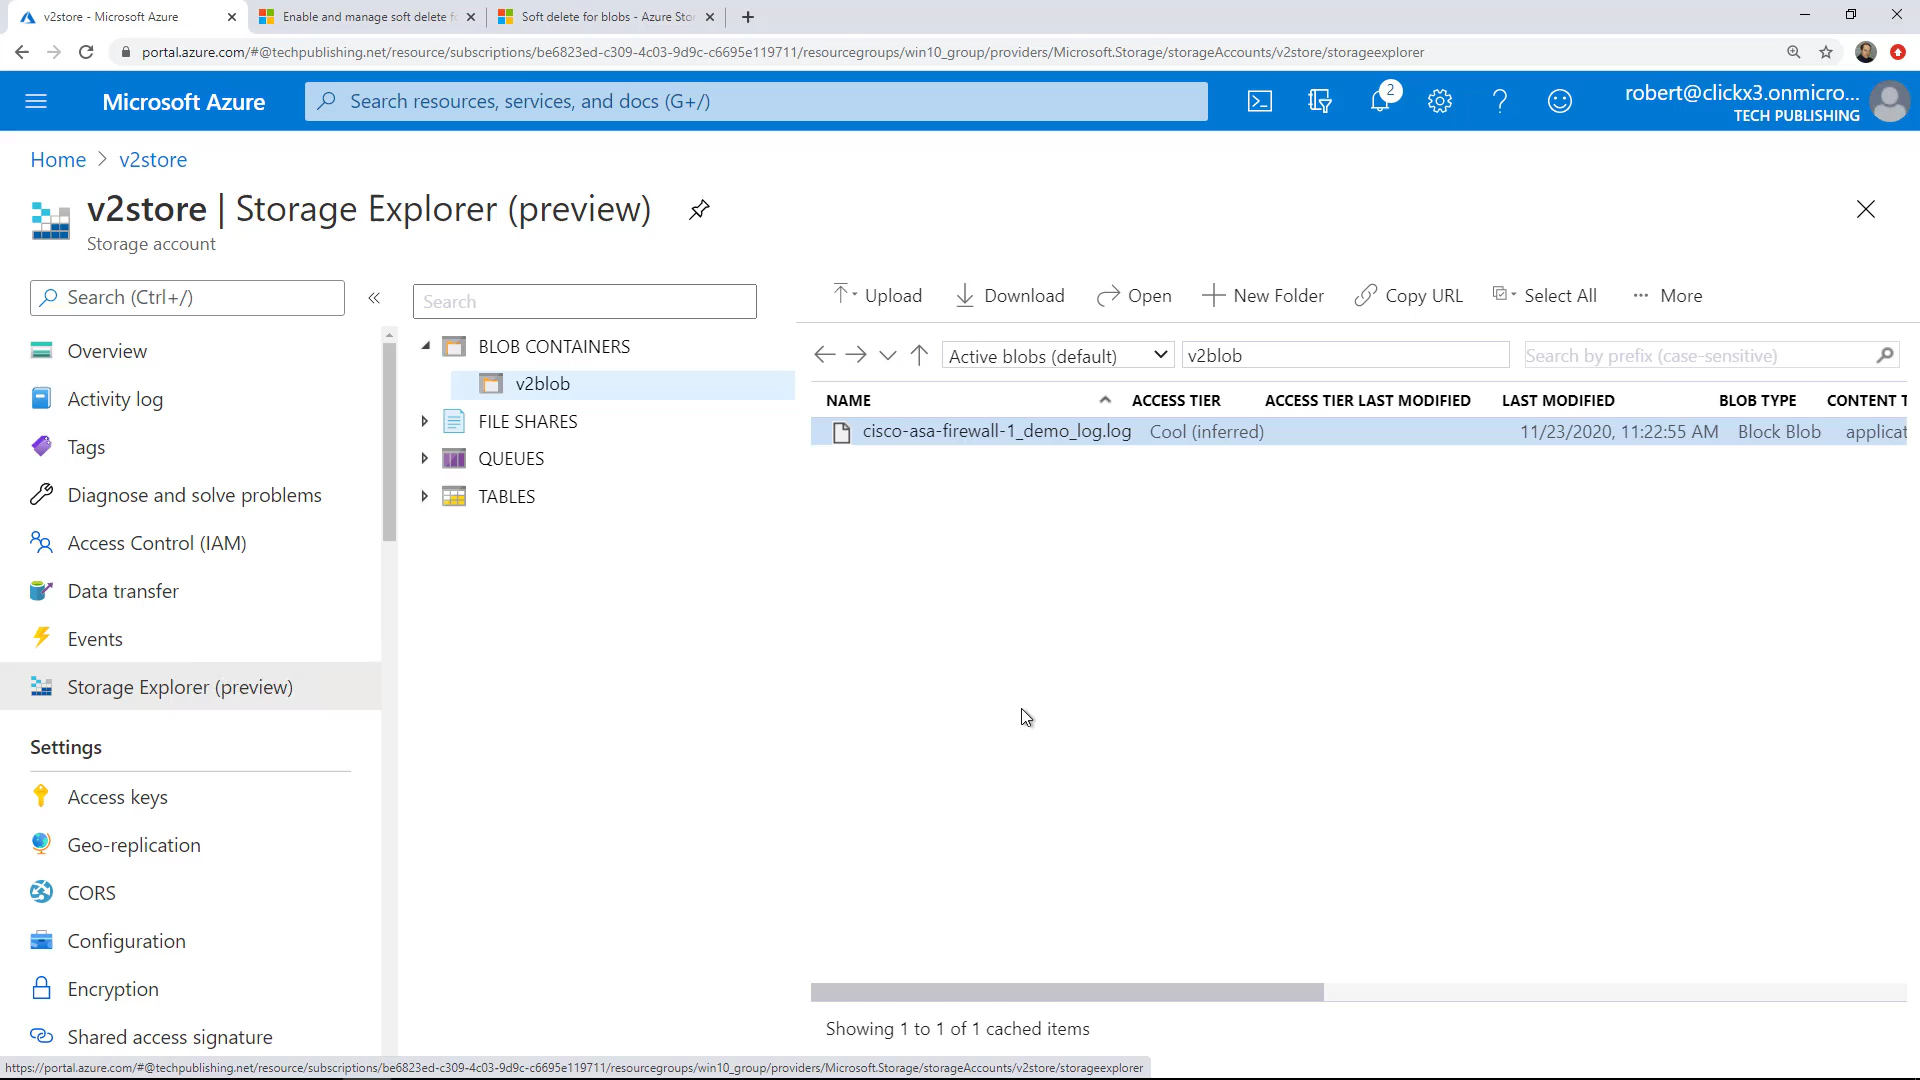 v2store - Microsoft Azure
Enable and manage soft delete fo
Soft delete for blobs - Azure Stor
portal.azure.com/#@techpublishing.net/resource/subscriptions/be6823ed-c309-4c03-9d9c-c6695e119711/resourcegroups/win10_group/providers/Microsoft.Storage/storageAccounts/v2store/storageexplorer
Microsoft Azure
Search resources, services, and docs (G+/)
2
robert@clickx3.onmicro...
TECH PUBLISHING
Home > v2store
v2store | Storage Explorer (preview)
Storage account
Search (Ctrl+/)
Overview
Activity log
Tags
Diagnose and solve problems
Access Control (IAM)
Data transfer
Events
Storage Explorer (preview)
Settings
Access keys
Geo-replication
CORS
Configuration
Encryption
Shared access signature
Search
BLOB CONTAINERS
v2blob
FILE SHARES
QUEUES
TABLES
Upload Download Open New Folder Copy URL Select All ... More
Active blobs (default) v2blob Search by prefix (case-sensitive)
NAME ACCESS TIER ACCESS TIER LAST MODIFIED LAST MODIFIED BLOB TYPE CONTENT T
cisco-asa-firewall-1_demo_log.log Cool (inferred) 11/23/2020, 11:22:55 AM Block Blob applicat
Showing 1 to 1 of 1 cached items
https://portal.azure.com/#@techpublishing.net/resource/subscriptions/be6823ed-c309-4c03-9d9c-c6695e119711/resourcegroups/win10_group/providers/Microsoft.Storage/storageAccounts/v2store/storageexplorer